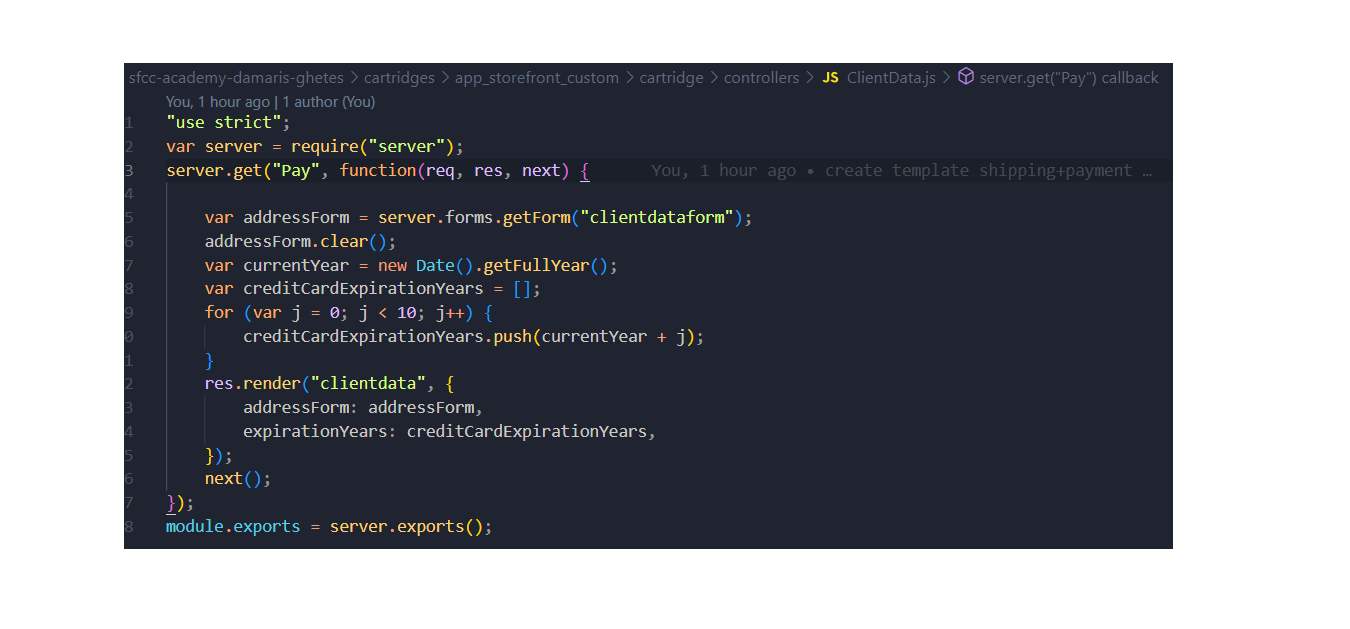 sfcc-academy-damaris-ghetes > cartridges > app_storefront_custom > cartridge > controllers > JS ClientData.js > server.get("Pay") callback
You, 1 hour ago | 1 author (You)
1 "use strict";
2 var server = require("server");
3 server.get("Pay", function(req, res, next) { You, 1 hour ago • create template shipping+payment …
4
5 var addressForm = server.forms.getForm("clientdataform");
6 addressForm.clear();
7 var currentYear = new Date().getFullYear();
8 var creditCardExpirationYears = [];
9 for (var j = 0; j < 10; j++) {
0 creditCardExpirationYears.push(currentYear + j);
1 }
2 res.render("clientdata", {
3 addressForm: addressForm,
4 expirationYears: creditCardExpirationYears,
5 });
6 next();
7 });
8 module.exports = server.exports();